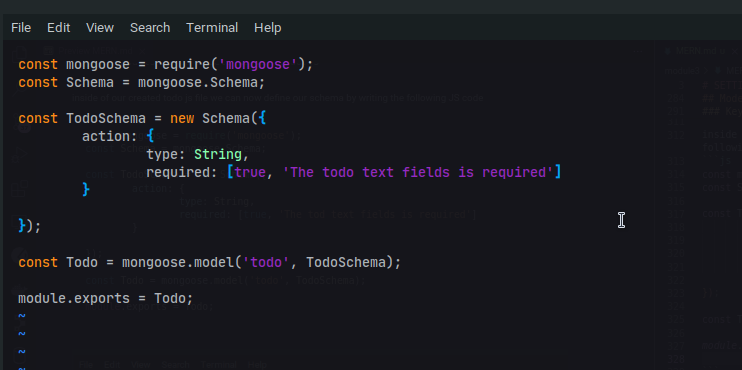 File Edit View Search Terminal Help
const mongoose = require('mongoose');
const Schema = mongoose.Schema;
const TodoSchema = new Schema({
action: {
type: String,
required: [true, 'The todo text fields is required']
}
});
const Todo = mongoose.model('todo', TodoSchema);
module.exports = Todo;
~
~
~
~